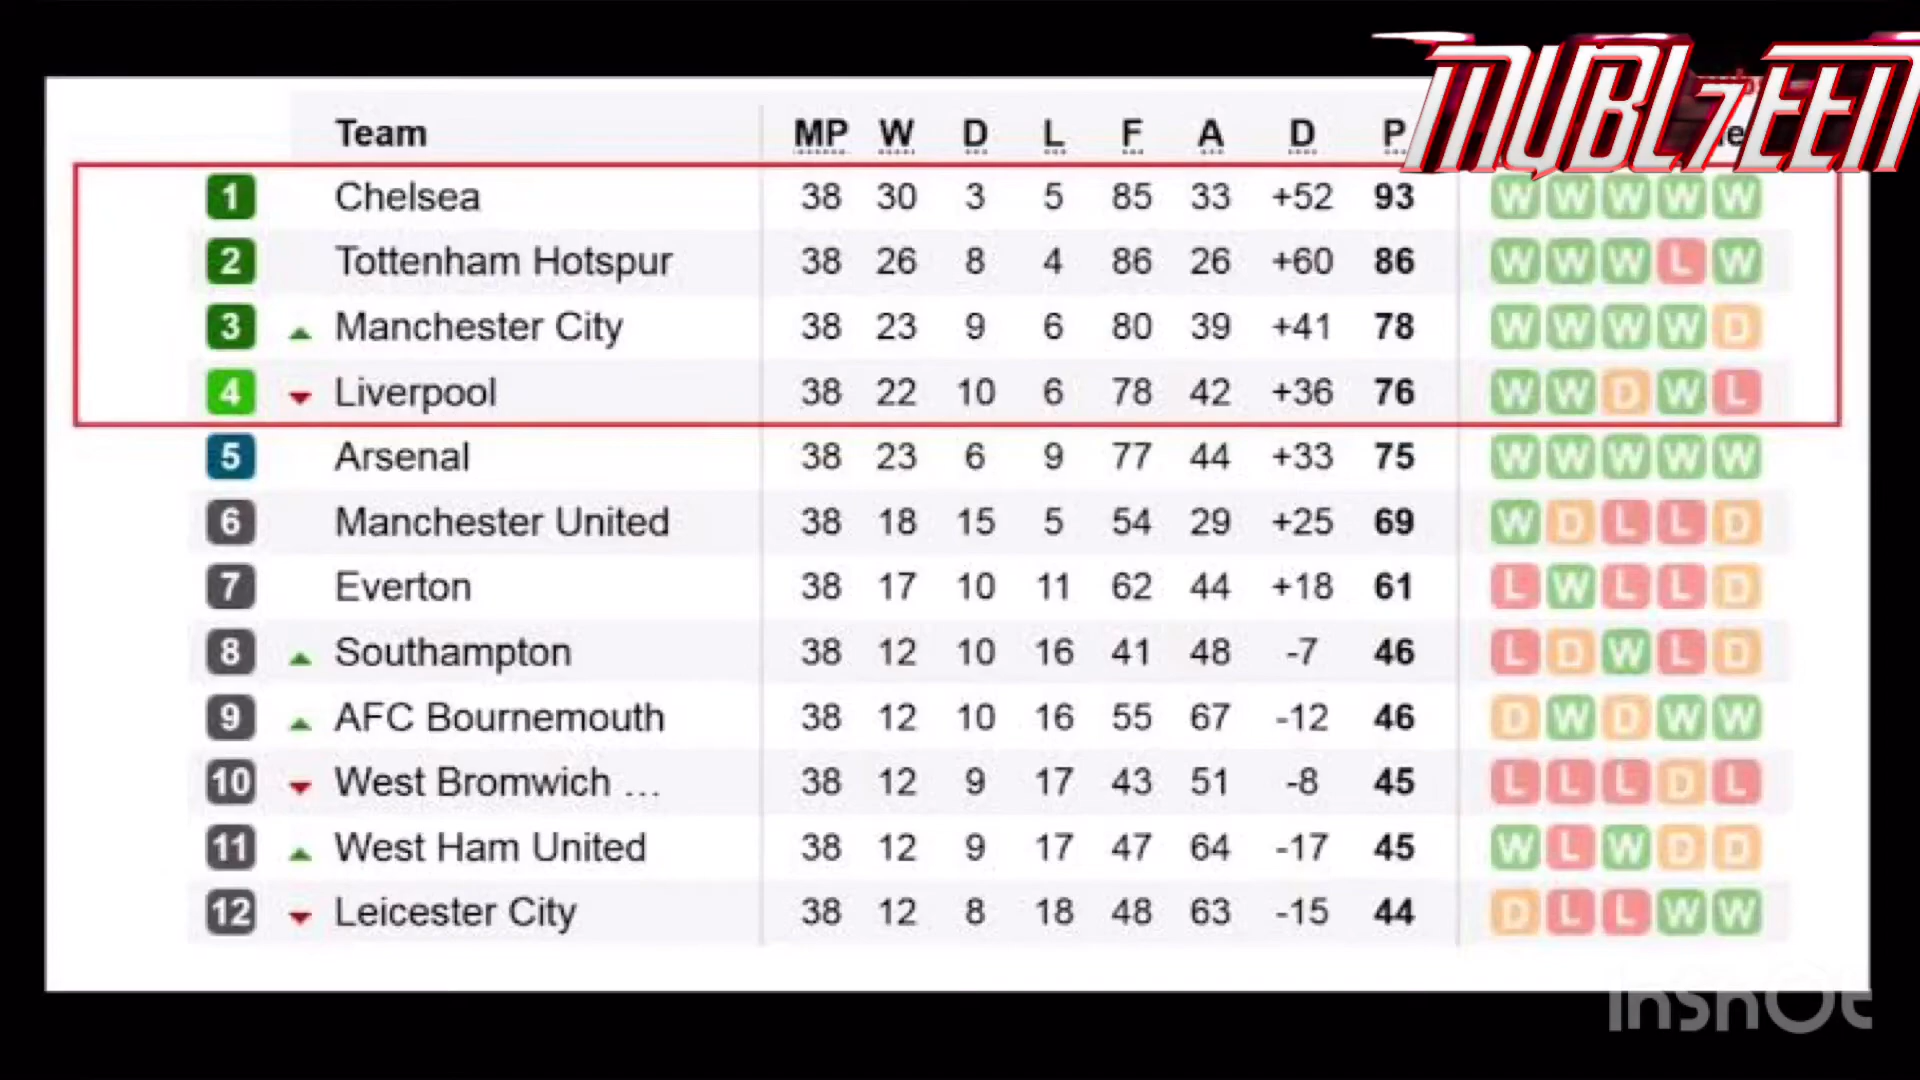 MUBL7EEN
Team MP W D L F A D P
1 Chelsea 38 30 3 5 85 33 +52 93 W W W W W
2 Tottenham Hotspur 38 26 8 4 86 26 +60 86 W W W L W
3 Manchester City 38 23 9 6 80 39 +41 78 W W W W D
4 Liverpool 38 22 10 6 78 42 +36 76 W W D W L
5 Arsenal 38 23 6 9 77 44 +33 75 W W W W W
6 Manchester United 38 18 15 5 54 29 +25 69 W D L L D
7 Everton 38 17 10 11 62 44 +18 61 L W L L D
8 Southampton 38 12 10 16 41 48 -7 46 L D W L D
9 AFC Bournemouth 38 12 10 16 55 67 -12 46 D W D W W
10 West Bromwich ... 38 12 9 17 43 51 -8 45 L L L D L
11 West Ham United 38 12 9 17 47 64 -17 45 W L W D D
12 Leicester City 38 12 8 18 48 63 -15 44 D L L W W
InShOt